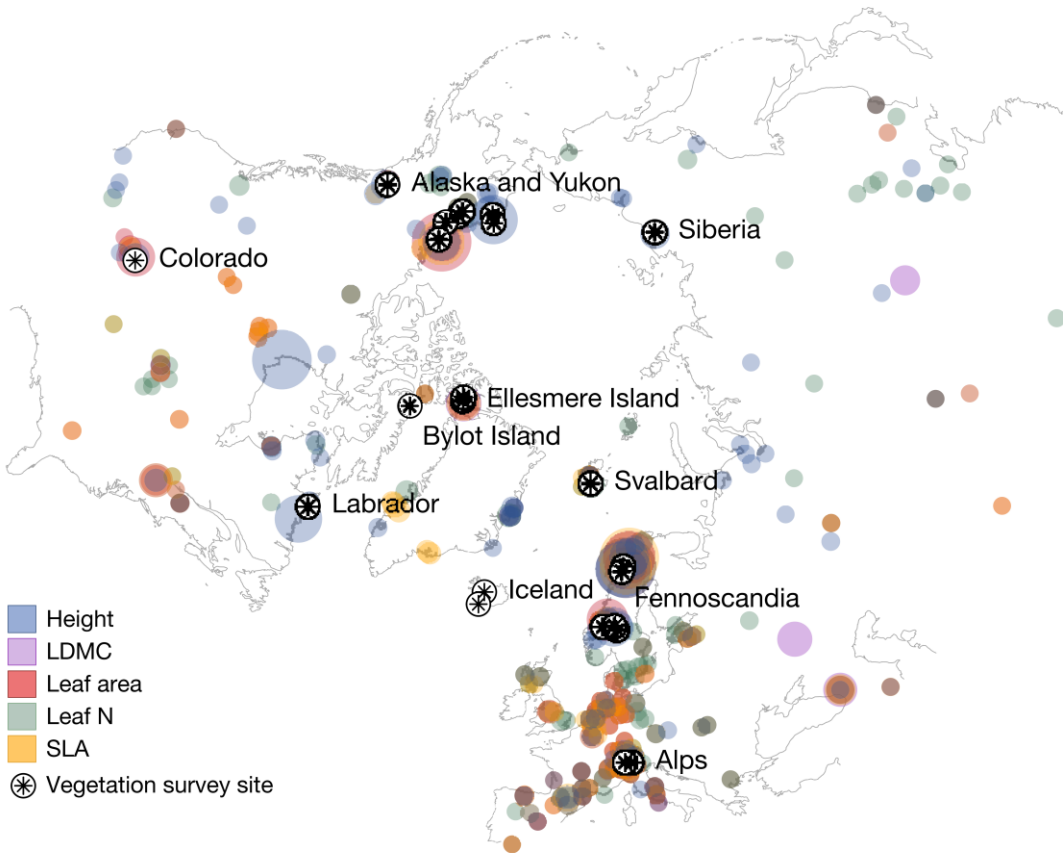 Alaska and Yukon
Siberia
Colorado
Ellesmere Island
Bylot Island
Svalbard
Labrador
Iceland
Fennoscandia
Height
LDMC
Leaf area
Leaf N
SLA
Vegetation survey site
Alps